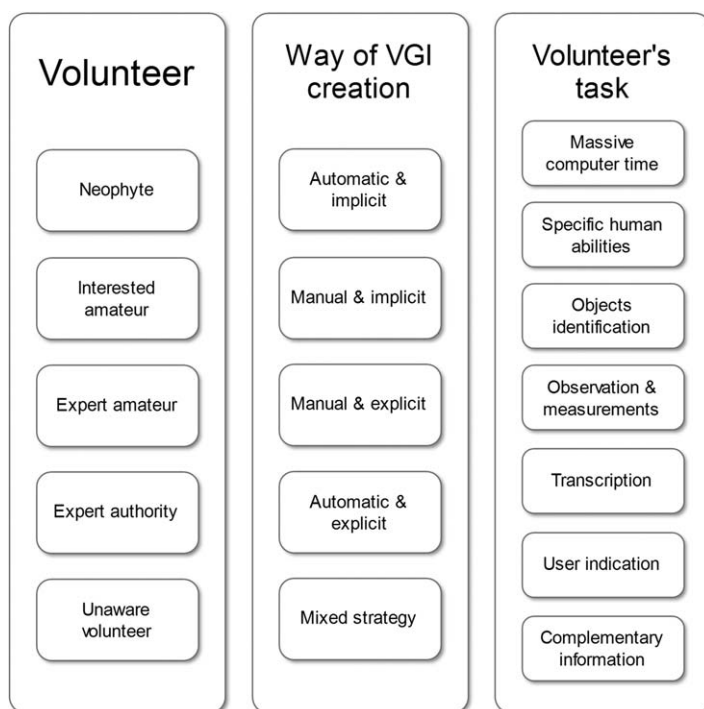 Volunteer
Neophyte
Interested
amateur
Expert amateur
Expert authority
Unaware
volunteer
Way of VGI
creation
Automatic &
implicit
Manual & implicit
Manual & explicit
Automatic &
explicit
Mixed strategy
Volunteer's
task
Massive
computer time
Specific human
abilities
Objects
identification
Observation &
measurements
Transcription
User indication
Complementary
information